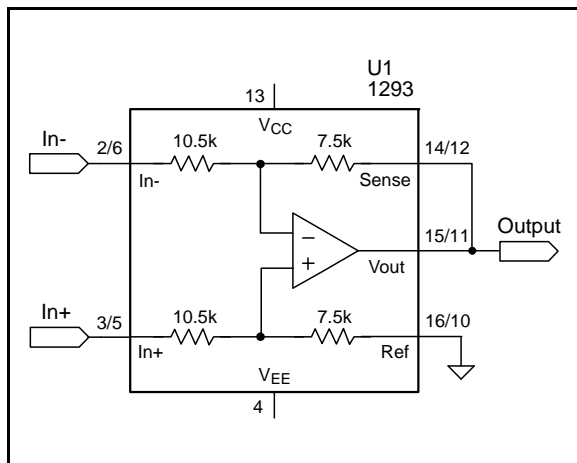 U1
1293
13
VCC
In-
2/6
10.5k
7.5k
14/12
In-
Sense
−
+
Vout
15/11
Output
In+
3/5
10.5k
7.5k
16/10
In+
Ref
VEE
4